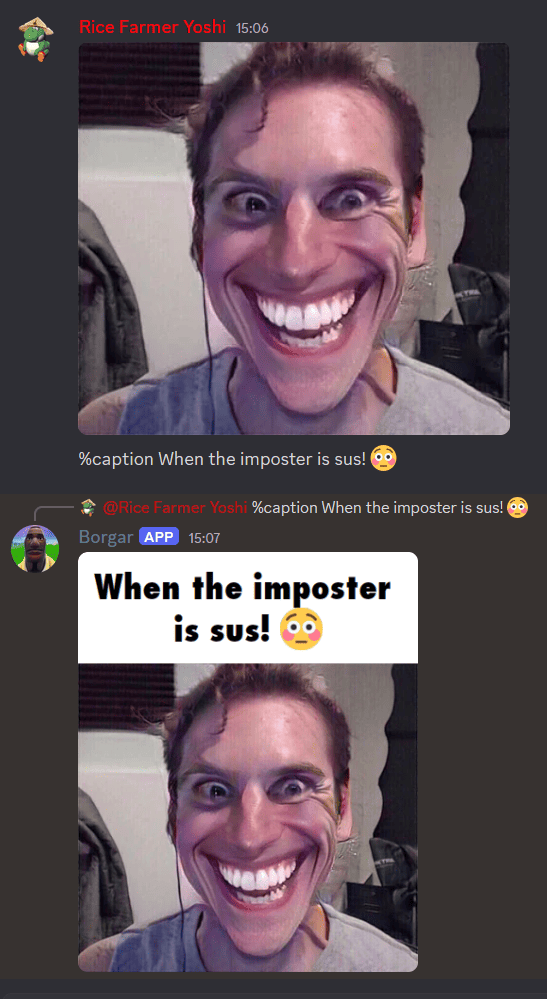 Rice Farmer Yoshi 15:06
%caption When the imposter is sus! 😳
@Rice Farmer Yoshi %caption When the imposter is sus! 😳
Borgar APP 15:07
When the imposter
is sus! 😳